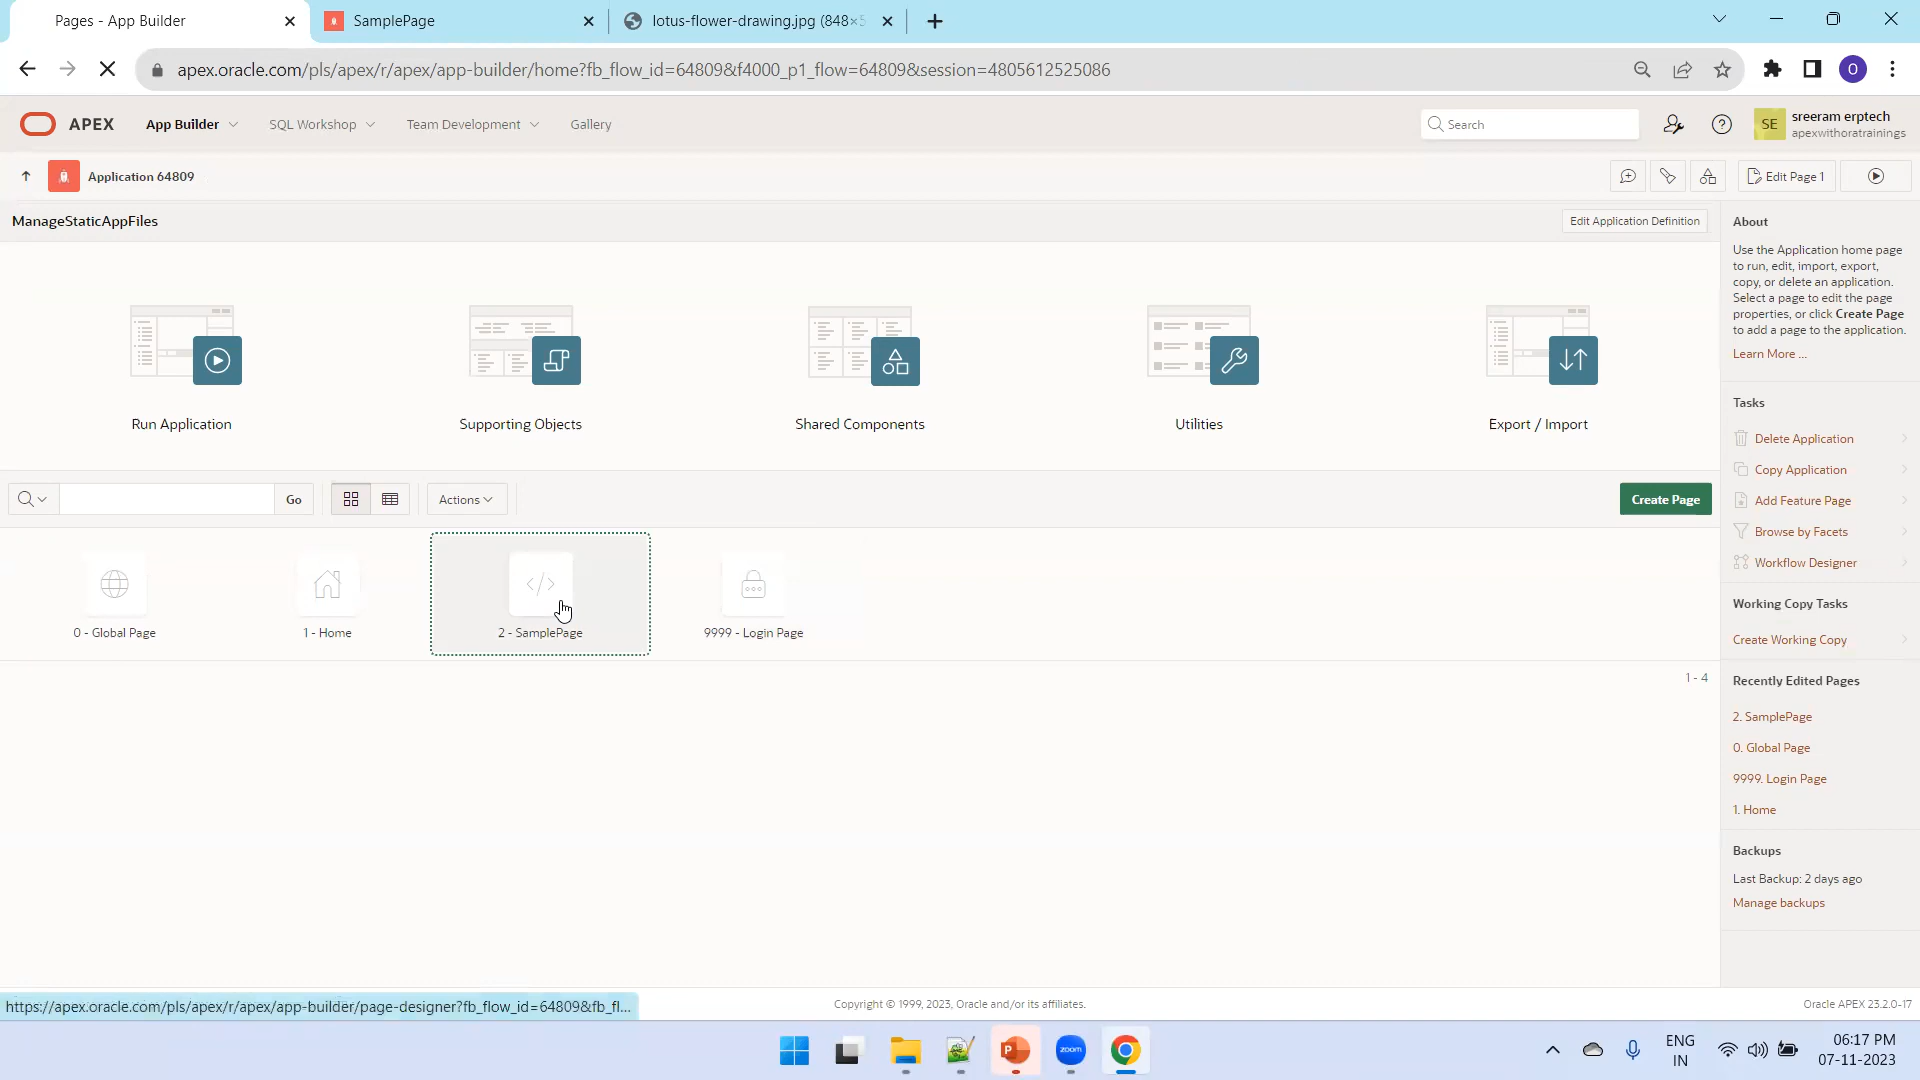 Pages - App Builder
SamplePage
lotus-flower-drawing.jpg (848×5
apex.oracle.com/pls/apex/r/apex/app-builder/home?fb_flow_id=64809&f4000_p1_flow=64809&session=4805612525086
O
APEX
App Builder
SQL Workshop
Team Development
Gallery
Search
SE
sreeram erptech
apexwithoratrainings
Application 64809
Edit Page 1
ManageStaticAppFiles
Edit Application Definition
Run Application
Supporting Objects
Shared Components
Utilities
Export / Import
Go
Actions
Create Page
0 - Global Page
1 - Home
2 - SamplePage
9999 - Login Page
1 - 4
About
Use the Application home page
to run, edit, import, export,
copy, or delete an application.
Select a page to edit the page
properties, or click Create Page
to add a page to the application.
Learn More ...
Tasks
Delete Application
Copy Application
Add Feature Page
Browse by Facets
Workflow Designer
Working Copy Tasks
Create Working Copy
Recently Edited Pages
2. SamplePage
0. Global Page
9999. Login Page
1. Home
Backups
Last Backup: 2 days ago
Manage backups
https://apex.oracle.com/pls/apex/r/apex/app-builder/page-designer?fb_flow_id=64809&fb_fl...
Copyright © 1999, 2023, Oracle and/or its affiliates.
Oracle APEX 23.2.0-17
zoom
ENG
IN
06:17 PM
07-11-2023